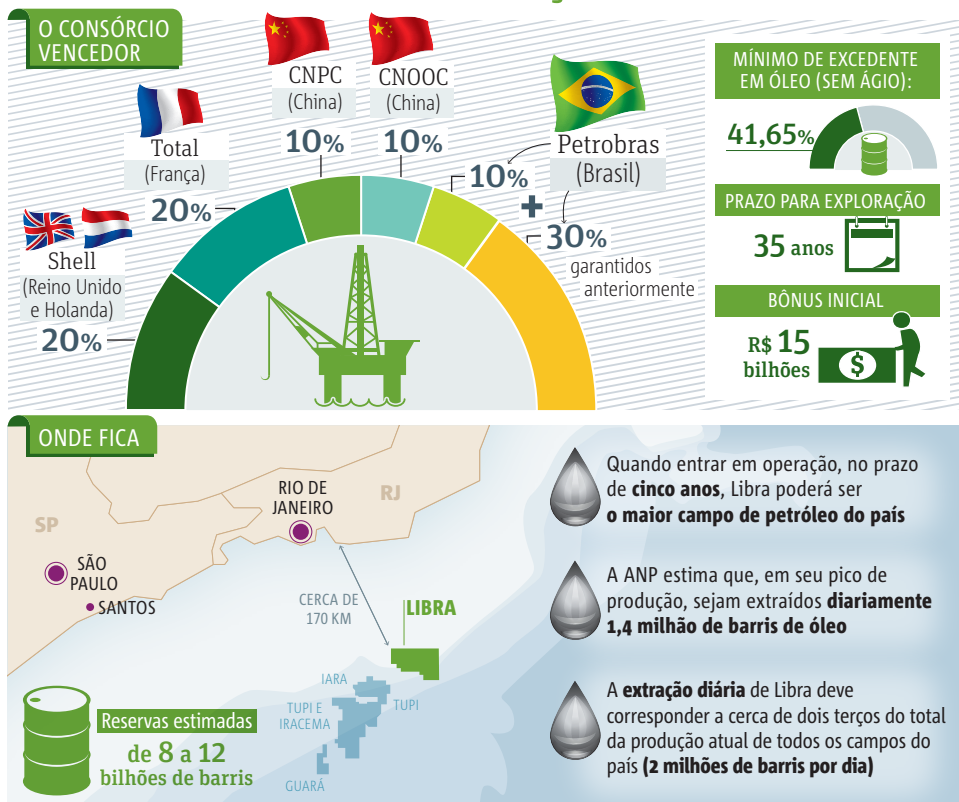 O CONSÓRCIO
VENCEDOR
Shell
(Reino Unido
e Holanda)
20%
Total
(França)
20%
CNPC
(China)
10%
CNOOC
(China)
10%
Petrobras
(Brasil)
10%
+
30%
garantidos
anteriormente
MÍNIMO DE EXCEDENTE
EM ÓLEO (SEM ÁGIO):
41,65%
PRAZO PARA EXPLORAÇÃO
35 anos
BÔNUS INICIAL
R$ 15
bilhões
$
ONDE FICA
SP
SÃO
PAULO
SANTOS
RIO DE
JANEIRO
RJ
CERCA DE
170 KM
LIBRA
IARA
TUPI
TUPI E
IRACEMA
GUARÁ
Reservas estimadas
de 8 a 12
bilhões de barris
Quando entrar em operação, no prazo
de cinco anos, Libra poderá ser
o maior campo de petróleo do país
A ANP estima que, em seu pico de
produção, sejam extraídos diariamente
1,4 milhão de barris de óleo
A extração diária de Libra deve
corresponder a cerca de dois terços do total
da produção atual de todos os campos do
país (2 milhões de barris por dia)